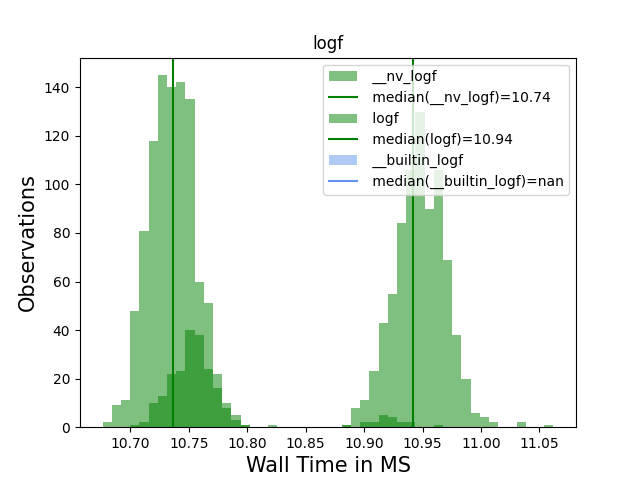 logf
__nv_logf
median(__nv_logf)=10.74
logf
median(logf)=10.94
__builtin_logf
median(__builtin_logf)=nan
Observations
140
120
100
80
60
40
20
0
10.70 10.75 10.80 10.85 10.90 10.95 11.00 11.05
Wall Time in MS